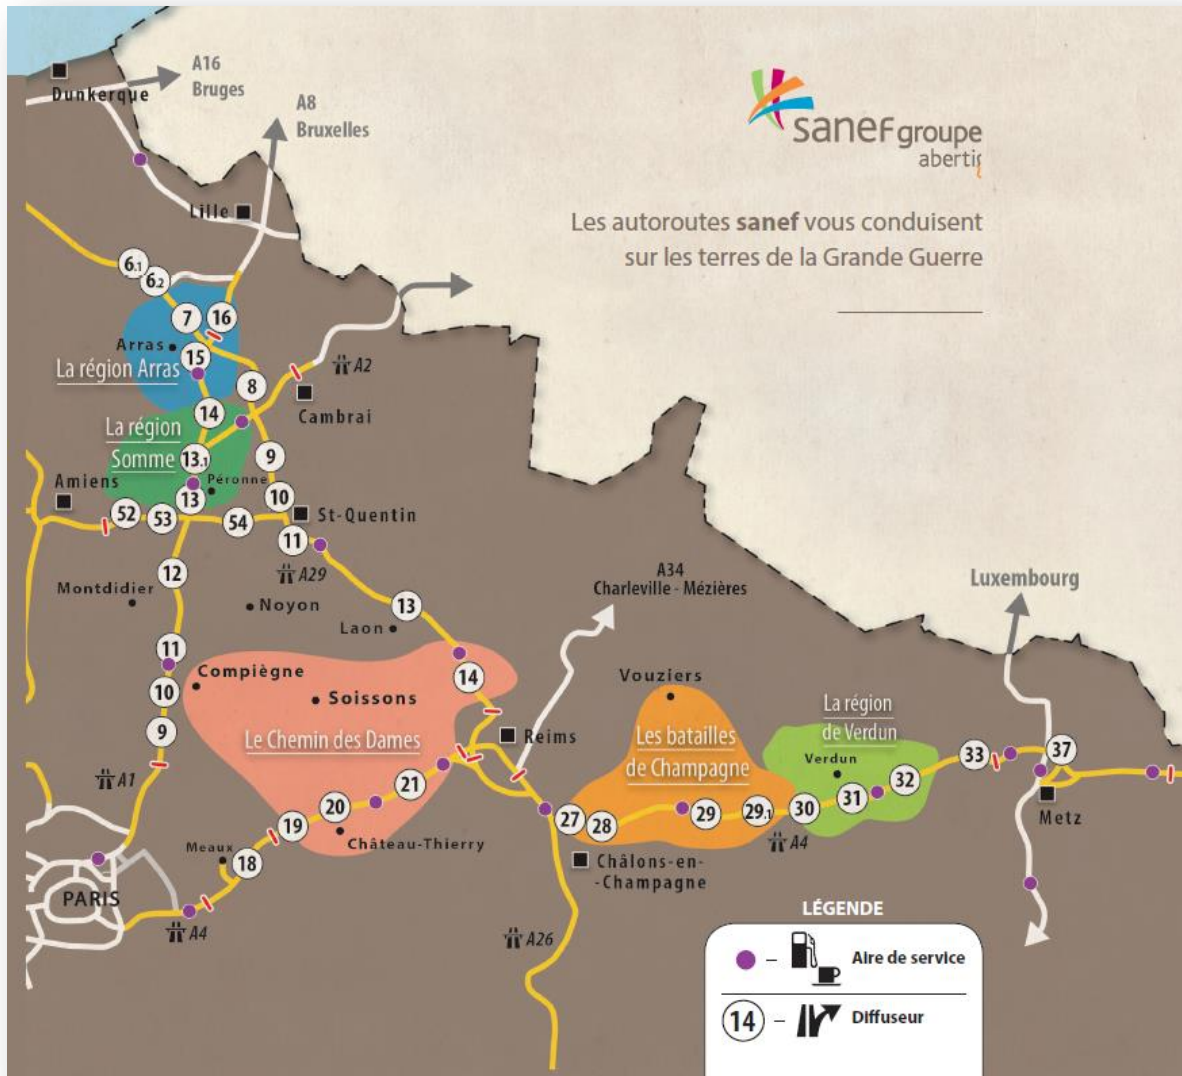 A16
Bruges
Dunkerque
A8
Bruxelles
sanef groupe
abertis
Lille
Les autoroutes sanef vous conduisent
sur les terres de la Grande Guerre
6.1
6.2
7
16
Arras
15
La région Arras
8
A2
14
Cambrai
La région
Somme
13.1
9
Amiens
Péronne
13
10
52
53
54
St-Quentin
11
A29
12
Montdidier
Noyon
13
Laon
A34
Charleville - Mézières
Luxembourg
11
10
9
Compiègne
Soissons
14
Le Chemin des Dames
Reims
Vouziers
Les batailles
de Champagne
La région
de Verdun
Verdun
33
37
A1
21
20
19
32
31
30
29.1
29
28
27
Metz
A4
Château-Thierry
Meaux
18
Châlons-en-
-Champagne
PARIS
A4
A26
LÉGENDE
– Aire de service
14 – Diffuseur